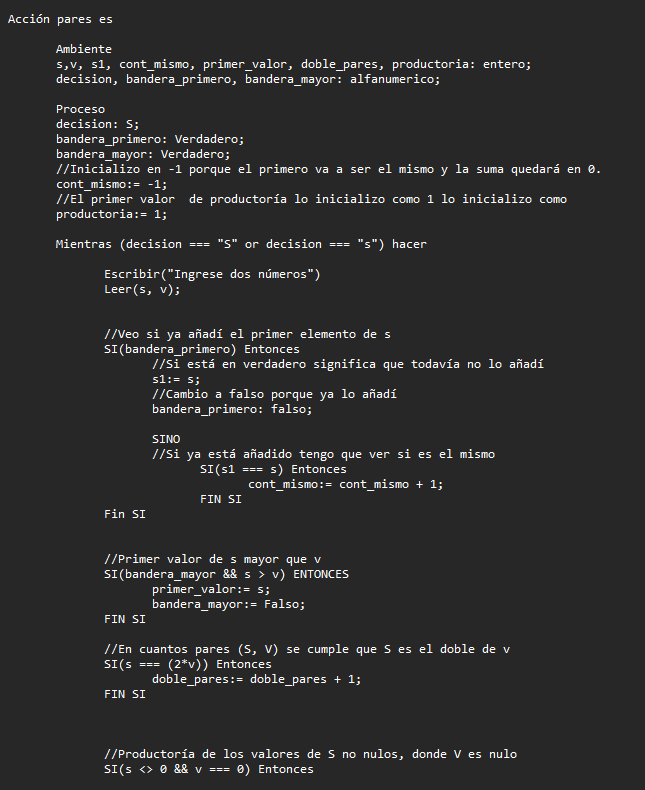 Acción pares es
Ambiente
s,v, s1, cont_mismo, primer_valor, doble_pares, productoria: entero;
decision, bandera_primero, bandera_mayor: alfanumerico;
Proceso
decision: S;
bandera_primero: Verdadero;
bandera_mayor: Verdadero;
//Inicializo en -1 porque el primero va a ser el mismo y la suma quedará en 0.
cont_mismo:= -1;
//El primer valor  de productoría lo inicializo como 1 lo inicializo como
productoria:= 1;
Mientras (decision === "S" or decision === "s") hacer
Escribir("Ingrese dos números")
Leer(s, v);
//Veo si ya añadí el primer elemento de s
SI(bandera_primero) Entonces
//Si está en verdadero significa que todavía no lo añadí
s1:= s;
//Cambio a falso porque ya lo añadí
bandera_primero: falso;
SINO
//Si ya está añadido tengo que ver si es el mismo
SI(s1 === s) Entonces
cont_mismo:= cont_mismo + 1;
FIN SI
Fin SI
//Primer valor de s mayor que v
SI(bandera_mayor && s > v) ENTONCES
primer_valor:= s;
bandera_mayor:= Falso;
FIN SI
//En cuantos pares (S, V) se cumple que S es el doble de v
SI(s === (2*v)) Entonces
doble_pares:= doble_pares + 1;
FIN SI
//Productoría de los valores de S no nulos, donde V es nulo
SI(s <> 0 && v === 0) Entonces